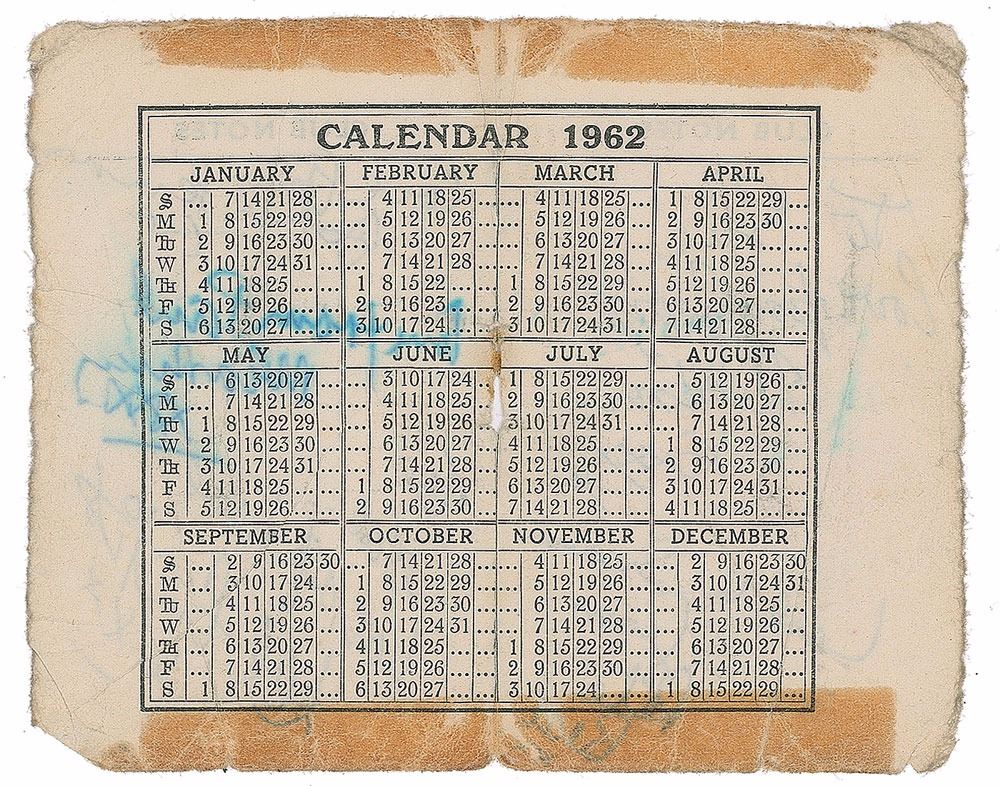 CALENDAR 1962
JANUARY FEBRUARY MARCH APRIL
S ... 7 14 21 28 ... ... 4 11 18 25 ... ... 4 11 18 25 ... 1 8 15 22 29 ...
M 1 8 15 22 29 ... ... 5 12 19 26 ... ... 5 12 19 26 ... 2 9 16 23 30 ...
Tu 2 9 16 23 30 ... ... 6 13 20 27 ... ... 6 13 20 27 ... 3 10 17 24 ... ...
W 3 10 17 24 31 ... ... 7 14 21 28 ... ... 7 14 21 28 ... 4 11 18 25 ... ...
Th 4 11 18 25 ... ... 1 8 15 22 ... ... 1 8 15 22 29 ... 5 12 19 26 ... ...
F 5 12 19 26 ... ... 2 9 16 23 ... ... 2 9 16 23 30 ... 6 13 20 27 ... ...
S 6 13 20 27 ... ... 3 10 17 24 ... ... 3 10 17 24 31 ... 7 14 21 28 ... ...
MAY JUNE JULY AUGUST
S ... 6 13 20 27 ... ... 3 10 17 24 ... 1 8 15 22 29 ... ... 5 12 19 26 ...
M ... 7 14 21 28 ... ... 4 11 18 25 ... 2 9 16 23 30 ... ... 6 13 20 27 ...
Tu 1 8 15 22 29 ... ... 5 12 19 26 ... 3 10 17 24 31 ... ... 7 14 21 28 ...
W 2 9 16 23 30 ... ... 6 13 20 27 ... 4 11 18 25 ... ... 1 8 15 22 29 ...
Th 3 10 17 24 31 ... ... 7 14 21 28 ... 5 12 19 26 ... ... 2 9 16 23 30 ...
F 4 11 18 25 ... ... 1 8 15 22 29 ... 6 13 20 27 ... ... 3 10 17 24 31 ...
S 5 12 19 26 ... ... 2 9 16 23 30 ... 7 14 21 28 ... ... 4 11 18 25 ... ...
SEPTEMBER OCTOBER NOVEMBER DECEMBER
S ... 2 9 16 23 30 ... 7 14 21 28 ... ... 4 11 18 25 ... ... 2 9 16 23 30
M ... 3 10 17 24 ... 1 8 15 22 29 ... ... 5 12 19 26 ... ... 3 10 17 24 31
Tu ... 4 11 18 25 ... 2 9 16 23 30 ... ... 6 13 20 27 ... ... 4 11 18 25 ...
W ... 5 12 19 26 ... 3 10 17 24 31 ... ... 7 14 21 28 ... ... 5 12 19 26 ...
Th ... 6 13 20 27 ... 4 11 18 25 ... ... 1 8 15 22 29 ... ... 6 13 20 27 ...
F ... 7 14 21 28 ... 5 12 19 26 ... ... 2 9 16 23 30 ... ... 7 14 21 28 ...
S 1 8 15 22 29 ... 6 13 20 27 ... ... 3 10 17 24 ... ... 1 8 15 22 29 ...